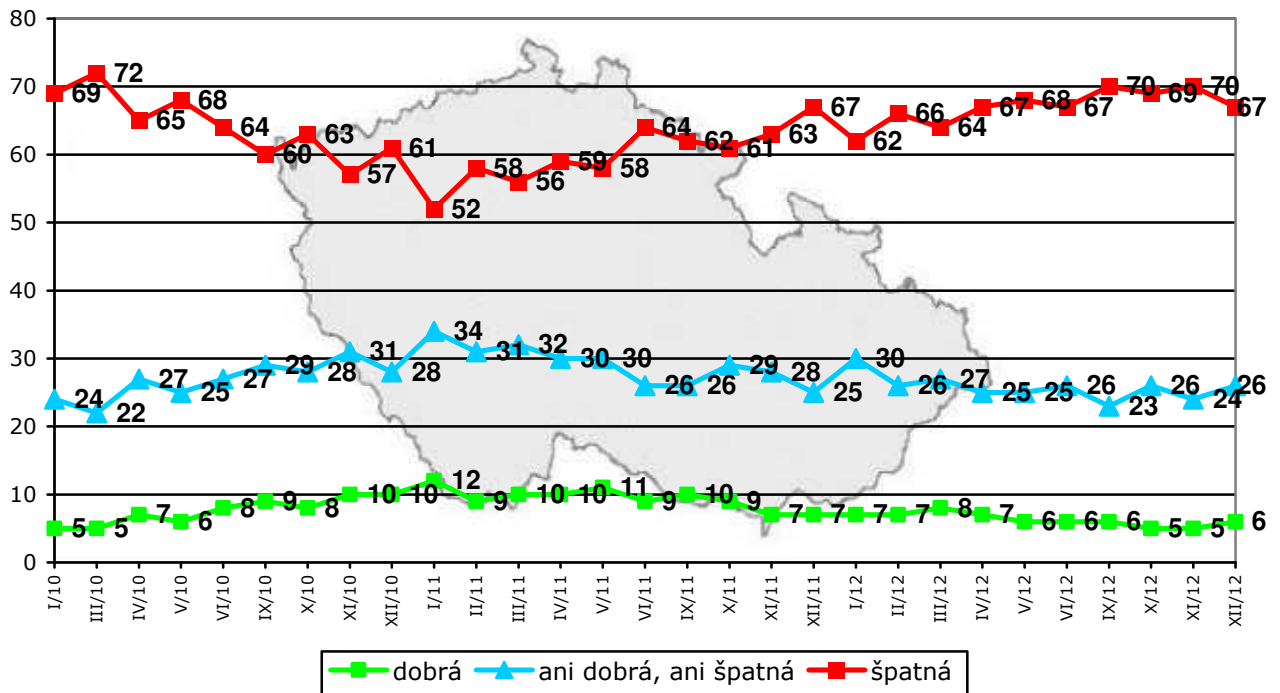 80
70
69 72 65 68 64 60 63 57 61 52 58 56 59 58 64 62 61 63 67 62 66 64 67 68 67 70 69 70 67
60
50
40
30
24 22 27 25 27 29 28 31 28 34 31 32 30 30 26 26 29 28 25 30 26 27 25 25 26 23 26 24 26
20
10
5 5 7 6 8 9 8 10 10 12 9 10 10 11 9 10 9 7 7 7 7 8 7 6 6 6 5 5 6
0
I/10 III/10 IV/10 V/10 VI/10 IX/10 X/10 XI/10 XII/10 I/11 II/11 III/11 IV/11 V/11 VI/11 IX/11 X/11 XI/11 XII/11 I/12 II/12 III/12 IV/12 V/12 VI/12 IX/12 X/12 XI/12 XII/12
dobrá ani dobrá, ani špatná špatná